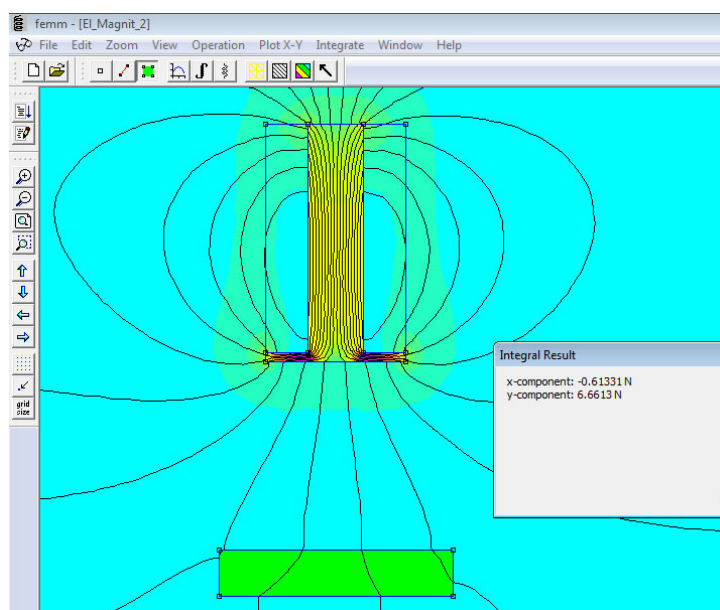 femm - [El_Magnit_2]
File Edit Zoom View Operation Plot X-Y Integrate Window Help
grid
size
Integral Result
x-component: -0.61331 N
y-component: 6.6613 N